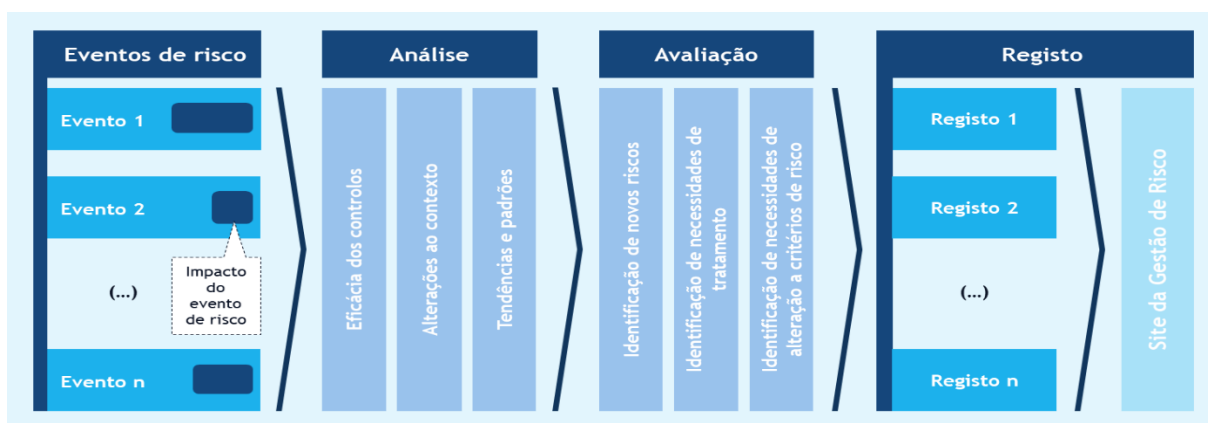 Eventos de risco
Evento 1
Evento 2
Impacto
do
evento
de risco
(...)
Evento n
Análise
Eficácia dos controlos
Alterações ao contexto
Tendências e padrões
Avaliação
Identificação de novos riscos
Identificação de necessidades de
tratamento
Identificação de necessidades de
alteração a critérios de risco
Registo
Registo 1
Registo 2
(...)
Registo n
Site da Gestão de Risco